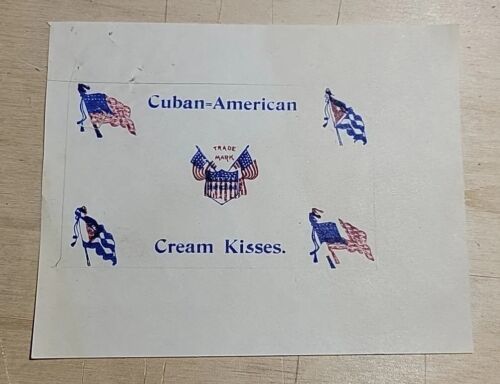 Cuban=American
TRADE
MARK
Cream Kisses.